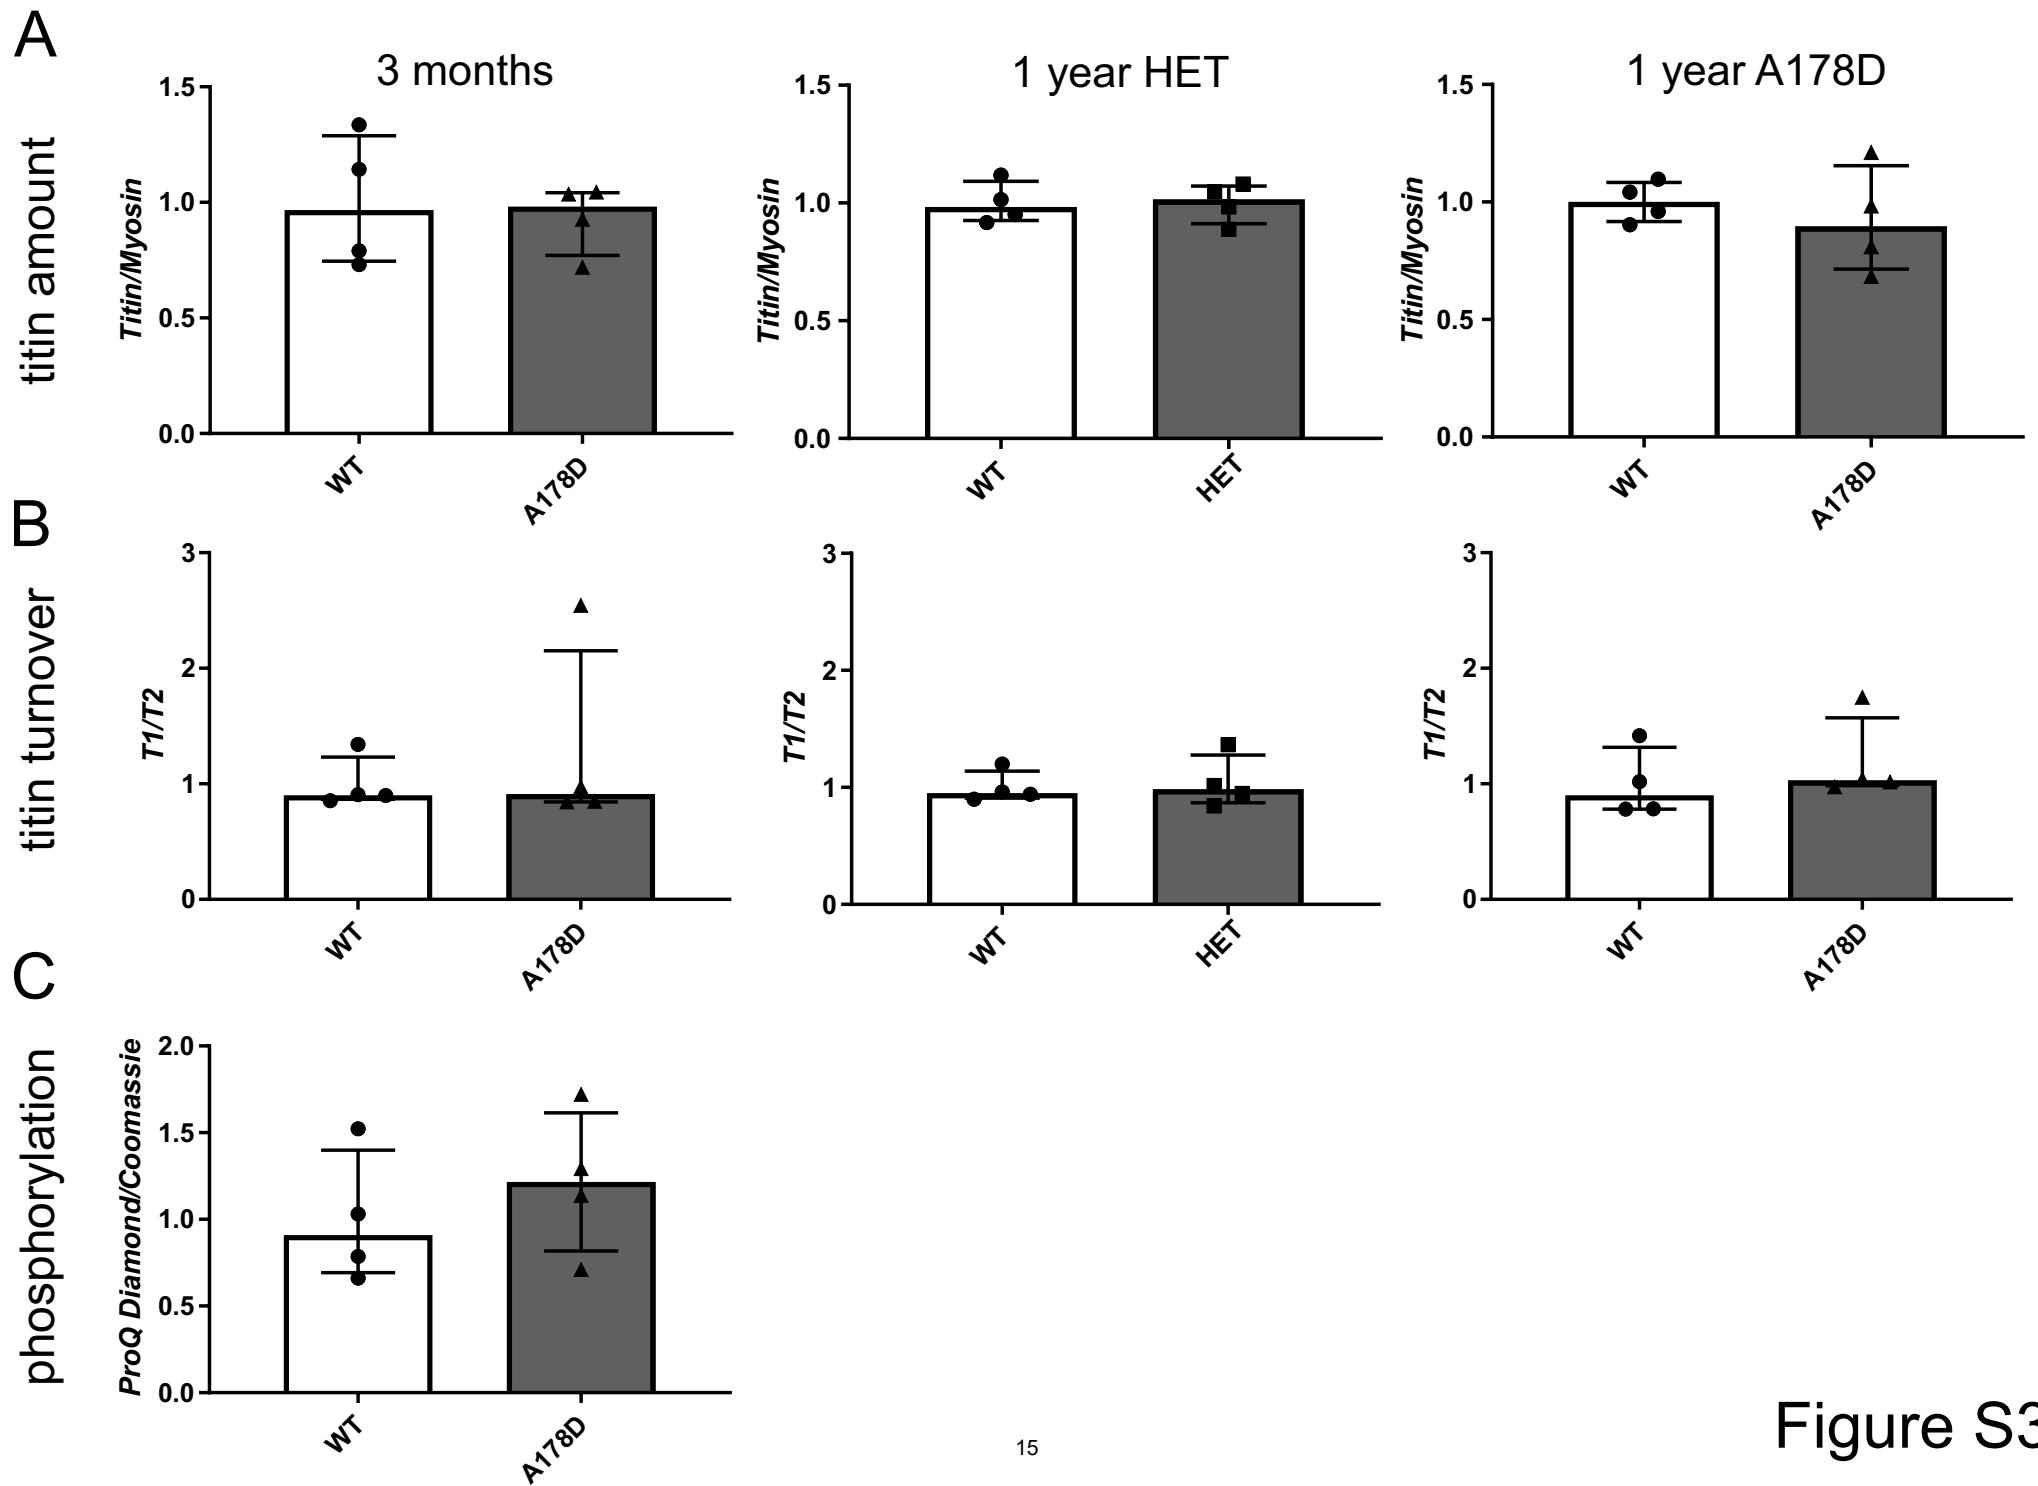 A
titin amount
3 months
1.5
1.0
0.5
0.0
Titin/Myosin
WT
A178D
1 year HET
1.5
1.0
0.5
0.0
Titin/Myosin
WT
HET
1 year A178D
1.5
1.0
0.5
0.0
Titin/Myosin
WT
A178D
B
titin turnover
3
2
1
0
T1/T2
WT
A178D
3
2
1
0
T1/T2
WT
HET
3
2
1
0
T1/T2
WT
A178D
C
phosphorylation
2.0
1.5
1.0
0.5
0.0
ProQ Diamond/Coomassie
WT
A178D
15
Figure S3